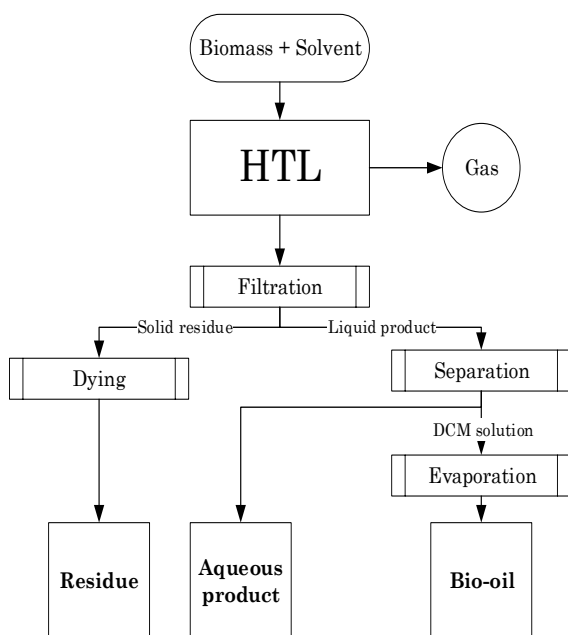 Biomass + Solvent
HTL
Gas
Filtration
Solid residue
Liquid product
Dying
Separation
DCM solution
Evaporation
Residue
Aqueous
product
Bio-oil